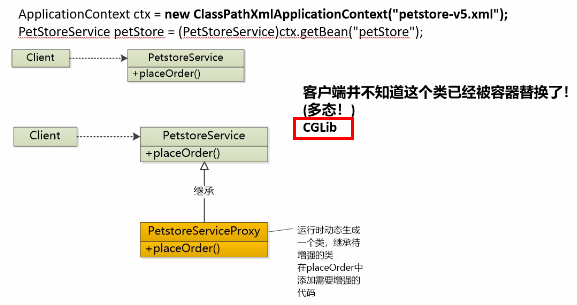 ApplicationContext ctx = new ClassPathXmlApplicationContext("petstore-v5.xml");
PetStoreService petStore = (PetStoreService)ctx.getBean("petStore");
Client
PetstoreService
+placeOrder()
客户端并不知道这个类已经被容器替换了!
(多态! )
CGLib
Client
PetstoreService
+placeOrder()
继承
PetstoreServiceProxy
+placeOrder()
运行时动态生成
一个类，继承待
增强的类
在placeOrder中
添加需要增强的
代码